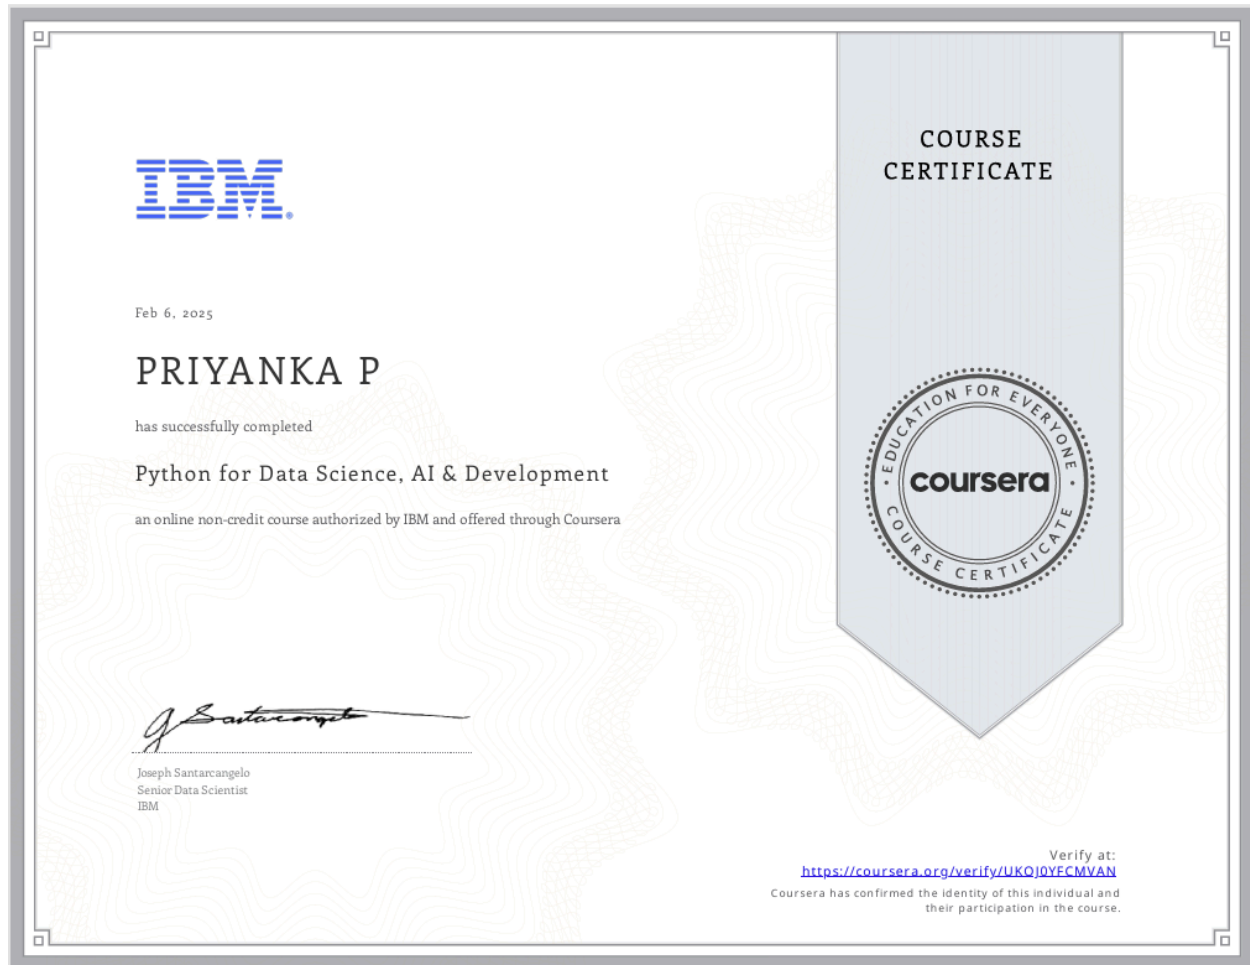 IBM®
COURSE
CERTIFICATE
Feb 6, 2025
PRIYANKA P
has successfully completed
Python for Data Science, AI & Development
an online non-credit course authorized by IBM and offered through Coursera
EDUCATION FOR EVERYONE
coursera
COURSE CERTIFICATE
J Santarcangelo
Joseph Santarcangelo
Senior Data Scientist
IBM
Verify at:
https://coursera.org/verify/UKOJ0YFCMVAN
Coursera has confirmed the identity of this individual and
their participation in the course.